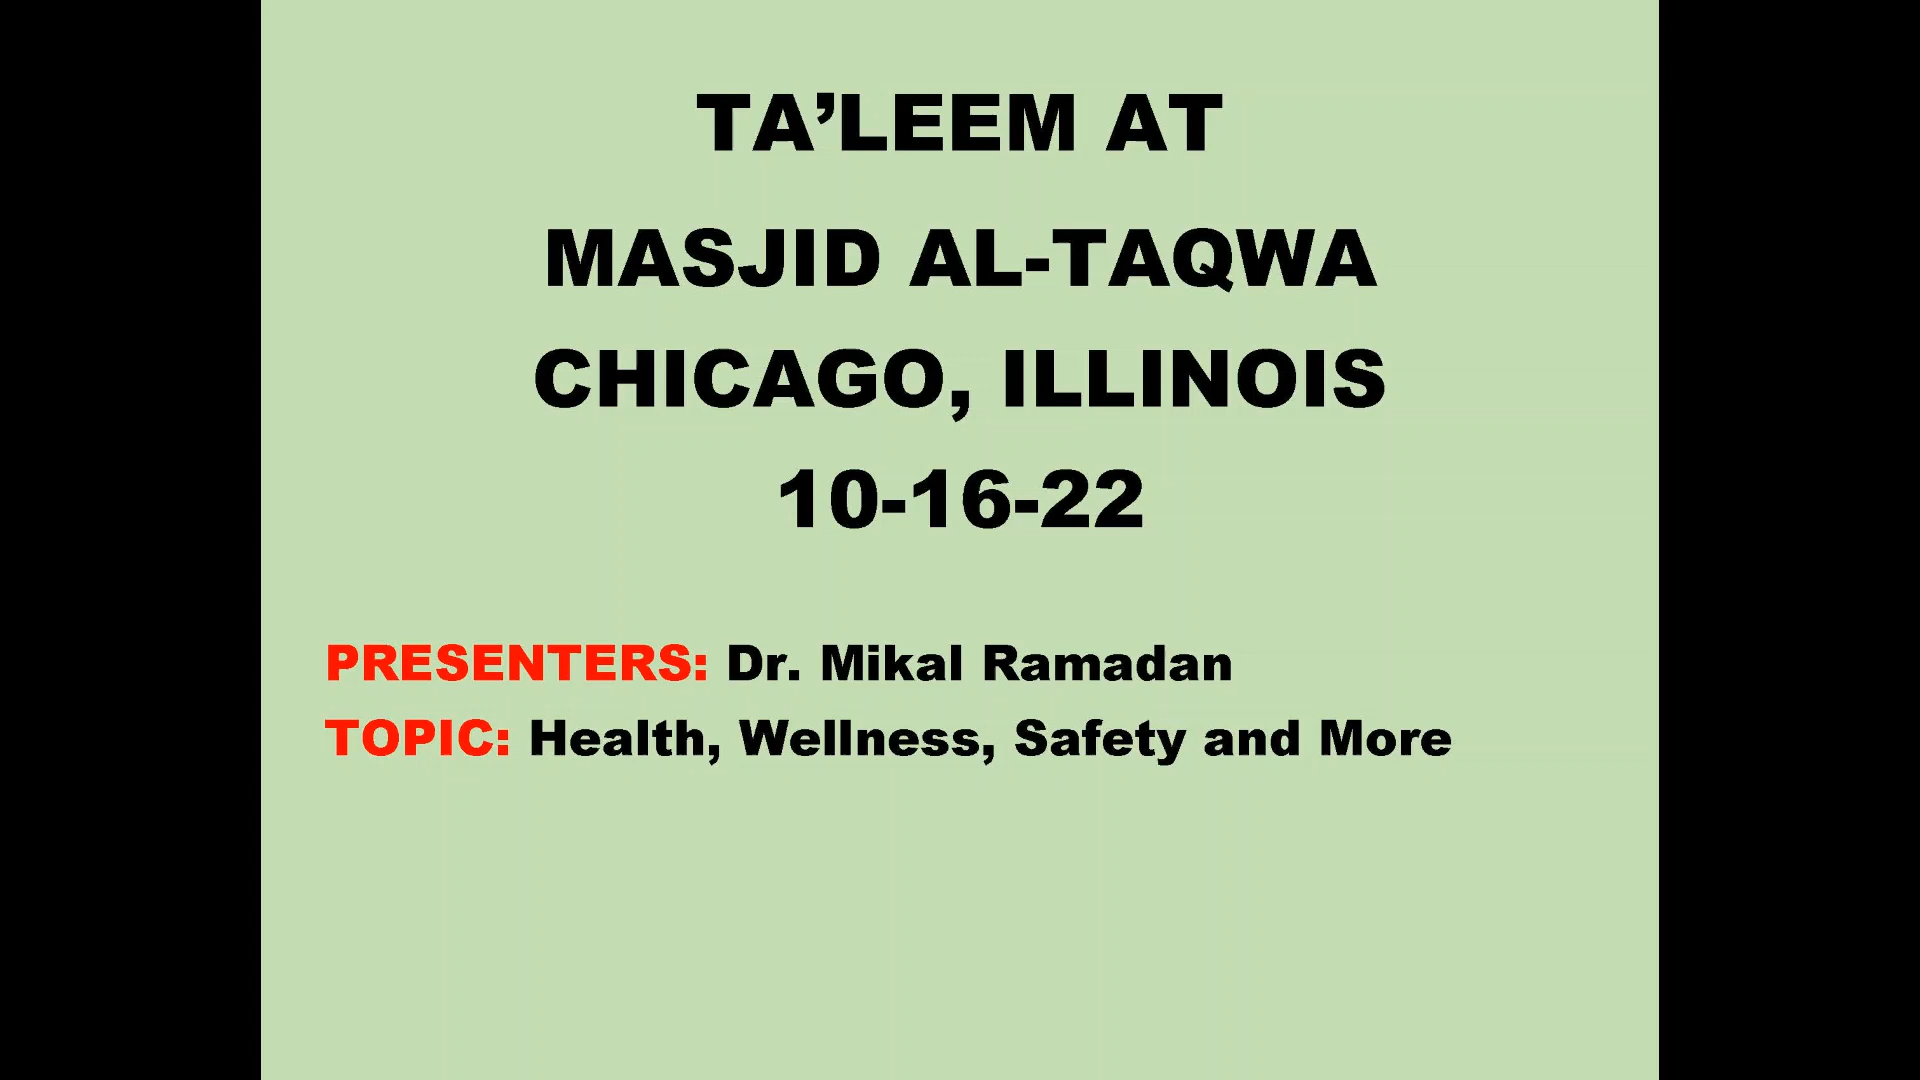 TA’LEEM AT
MASJID AL-TAQWA
CHICAGO, ILLINOIS
10-16-22
PRESENTERS: Dr. Mikal Ramadan
TOPIC: Health, Wellness, Safety and More